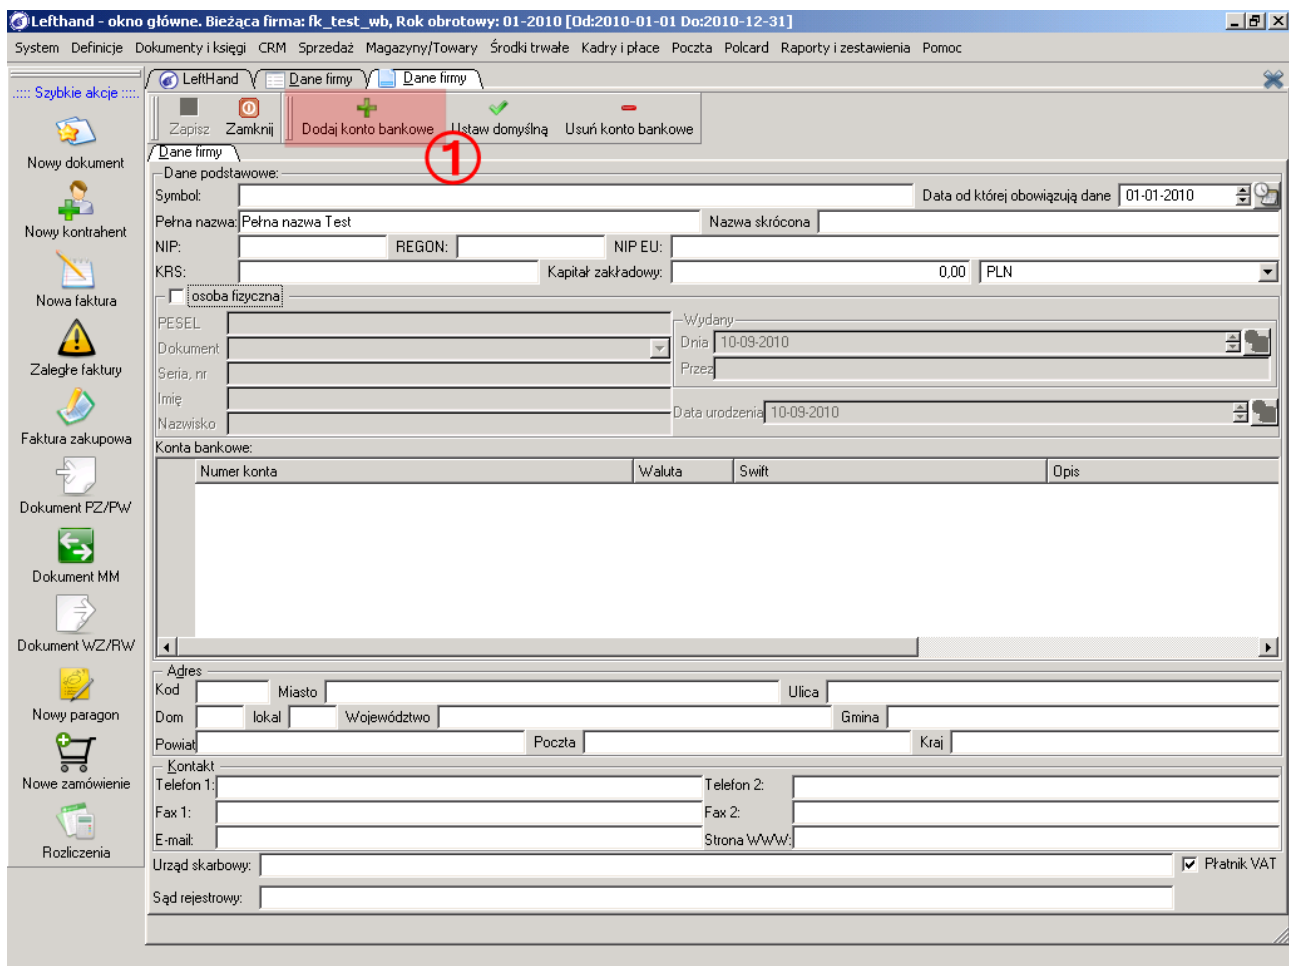 Lefthand - okno główne. Bieżąca firma: fk_test_wb, Rok obrotowy: 01-2010 [Od:2010-01-01 Do:2010-12-31]
System Definicje Dokumenty i księgi CRM Sprzedaż Magazyny/Towary Środki trwałe Kadry i płace Poczta Polcard Raporty i zestawienia Pomoc
.:::: Szybkie akcje ::::.
Nowy dokument
Nowy kontrahent
Nowa faktura
Zaległe faktury
Faktura zakupowa
Dokument PZ/PW
Dokument MM
Dokument WZ/RW
Nowy paragon
Nowe zamówienie
Rozliczenia
LeftHand Dane firmy Dane firmy
Zapisz Zamknij Dodaj konto bankowe Ustaw domyślną Usuń konto bankowe
1
Dane firmy
Dane podstawowe:
Symbol: Data od której obowiązują dane 01-01-2010
Pełna nazwa: Pełna nazwa Test Nazwa skrócona
NIP: REGON: NIP EU:
KRS: Kapitał zakładowy: 0,00 PLN
osoba fizyczna
PESEL Wydany
Dokument Dnia 10-09-2010
Seria, nr Przez
Imię
Nazwisko Data urodzenia 10-09-2010
Konta bankowe:
Numer konta Waluta Swift Opis
Adres
Kod Miasto Ulica
Dom lokal Województwo Gmina
Powiat Poczta Kraj
Kontakt
Telefon 1: Telefon 2:
Fax 1: Fax 2:
E-mail: Strona WWW:
Urząd skarbowy: Płatnik VAT
Sąd rejestrowy: